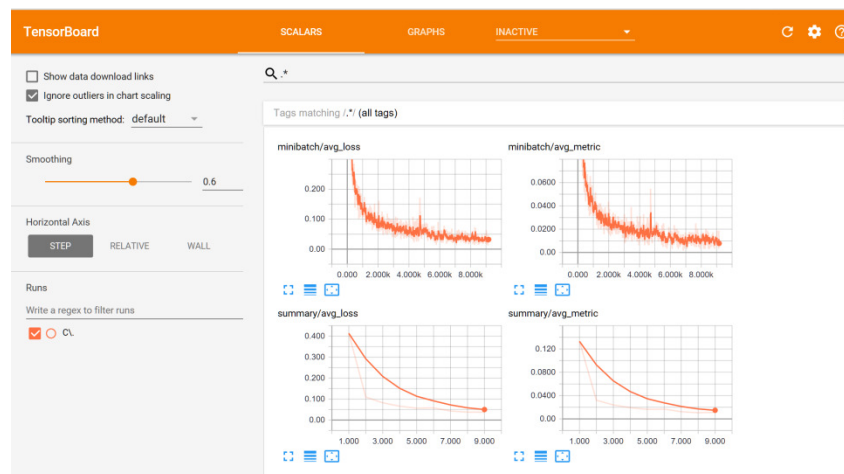 TensorBoard
SCALARS
GRAPHS
INACTIVE
Show data download links
Ignore outliers in chart scaling
Tooltip sorting method: default
Smoothing
0.6
Horizontal Axis
STEP
RELATIVE
WALL
Runs
Write a regex to filter runs
C\.
.*
Tags matching /.*/ (all tags)
minibatch/avg_loss
0.200
0.100
0.00
0.000 2.000k 4.000k 6.000k 8.000k
minibatch/avg_metric
0.0600
0.0400
0.0200
0.00
0.000 2.000k 4.000k 6.000k 8.000k
summary/avg_loss
0.400
0.300
0.200
0.100
0.00
1.000 3.000 5.000 7.000 9.000
summary/avg_metric
0.120
0.0800
0.0400
0.00
1.000 3.000 5.000 7.000 9.000